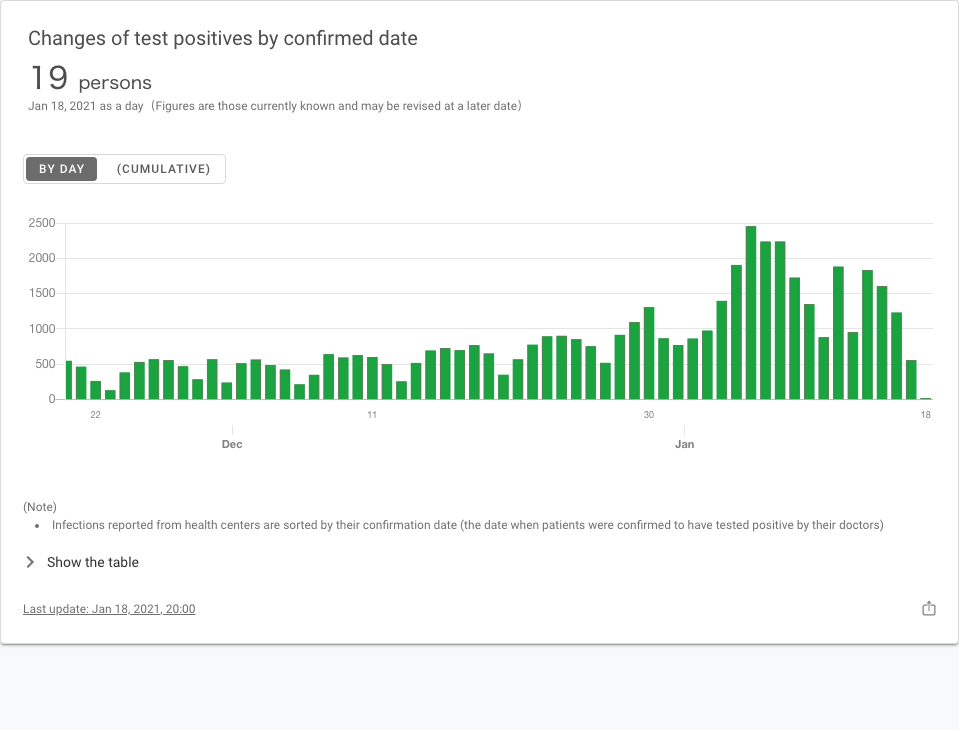 Changes of test positives by confirmed date
19 persons
Jan 18, 2021 as a day (Figures are those currently known and may be revised at a later date)
BY DAY (CUMULATIVE)
2500
2000
1500
1000
500
0
22 11 30 18
Dec Jan
(Note)
• Infections reported from health centers are sorted by their confirmation date (the date when patients were confirmed to have tested positive by their doctors)
Show the table
Last update: Jan 18, 2021, 20:00